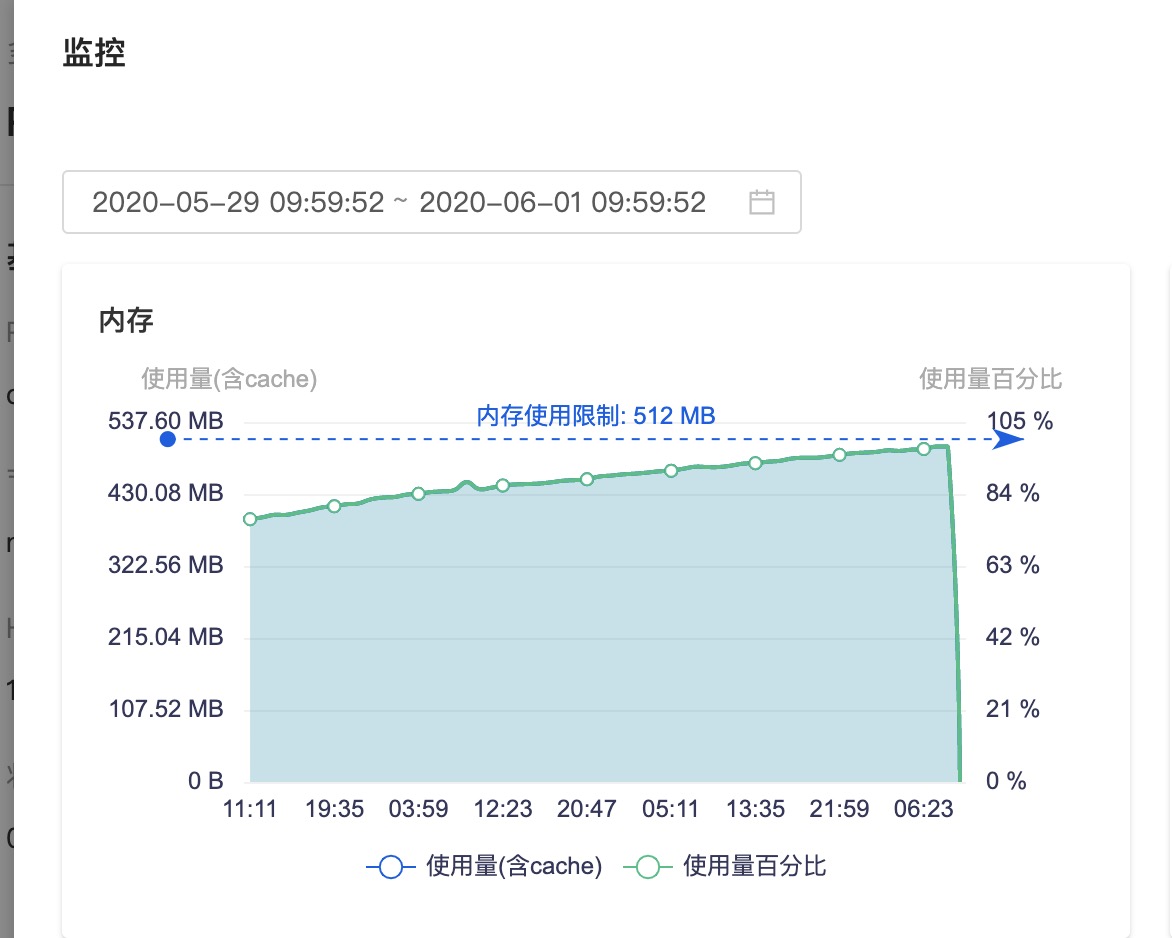 监控
2020-05-29 09:59:52 ~ 2020-06-01 09:59:52
内存
使用量(含cache)
使用量百分比
537.60 MB
内存使用限制: 512 MB
105 %
430.08 MB
84 %
322.56 MB
63 %
215.04 MB
42 %
107.52 MB
21 %
0 B
0 %
11:11 19:35 03:59 12:23 20:47 05:11 13:35 21:59 06:23
使用量(含cache) 使用量百分比